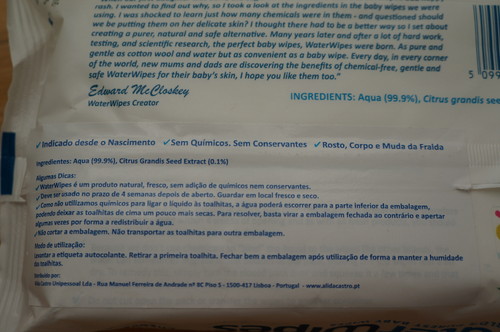 rash, I wanted to find out why, so I took a look at the ingredients in the baby wipes we were
using. I was shocked to learn just how many chemicals were in them - and questioned should
we be putting them on her delicate skin? I thought there had to be a better way so I set about
creating a purer, natural and safe alternative. Many years later and after a lot of hard work,
testing, and scientific research, the perfect baby wipes, WaterWipes were born. As pure and
gentle as cotton wool and water but as convenient as a baby wipe. Every day, in every corner
of the world, new mums and dads are discovering the benefits of chemical-free, gentle and
safe WaterWipes for their baby's skin, I hope you like them too."
Edward McCloskey
WaterWipes Creator
5 099
INGREDIENTS: Aqua (99.9%), Citrus grandis see
✓Indicado desde o Nascimento ✓Sem Químicos. Sem Conservantes ✓Rosto, Corpo e Muda da Fralda
Ingredientes: Aqua (99.9%), Citrus Grandis Seed Extract (0.1%)
Algumas Dicas:
✓WaterWipes é um produto natural, fresco, sem adição de químicos nem conservantes.
✓Deve ser usado no prazo de 4 semanas depois de aberto. Guardar em local fresco e seco.
✓Como não utilizamos químicos para ligar o líquido às toalhitas, a água poderá escorrer para a parte inferior da embalagem,
podendo deixar as toalhitas de cima um pouco mais secas. Para resolver, basta virar a embalagem fechada ao contrário e apertar
algumas vezes por forma a redistribuir a água.
✓Não cortar a embalagem. Não transportar as toalhitas para outra embalagem.
Modo de utilização:
Levantar a etiqueta autocolante. Retirar a primeira toalhita. Fechar bem a embalagem após utilização de forma a manter a humidade
das toalhitas.
Distribuido por:
Castro Unipessoal Lda - Rua Manuel Ferreira de Andrade nº 8C Piso 5 - 1500-417 Lisboa - Portugal - www.alidacastro.pt